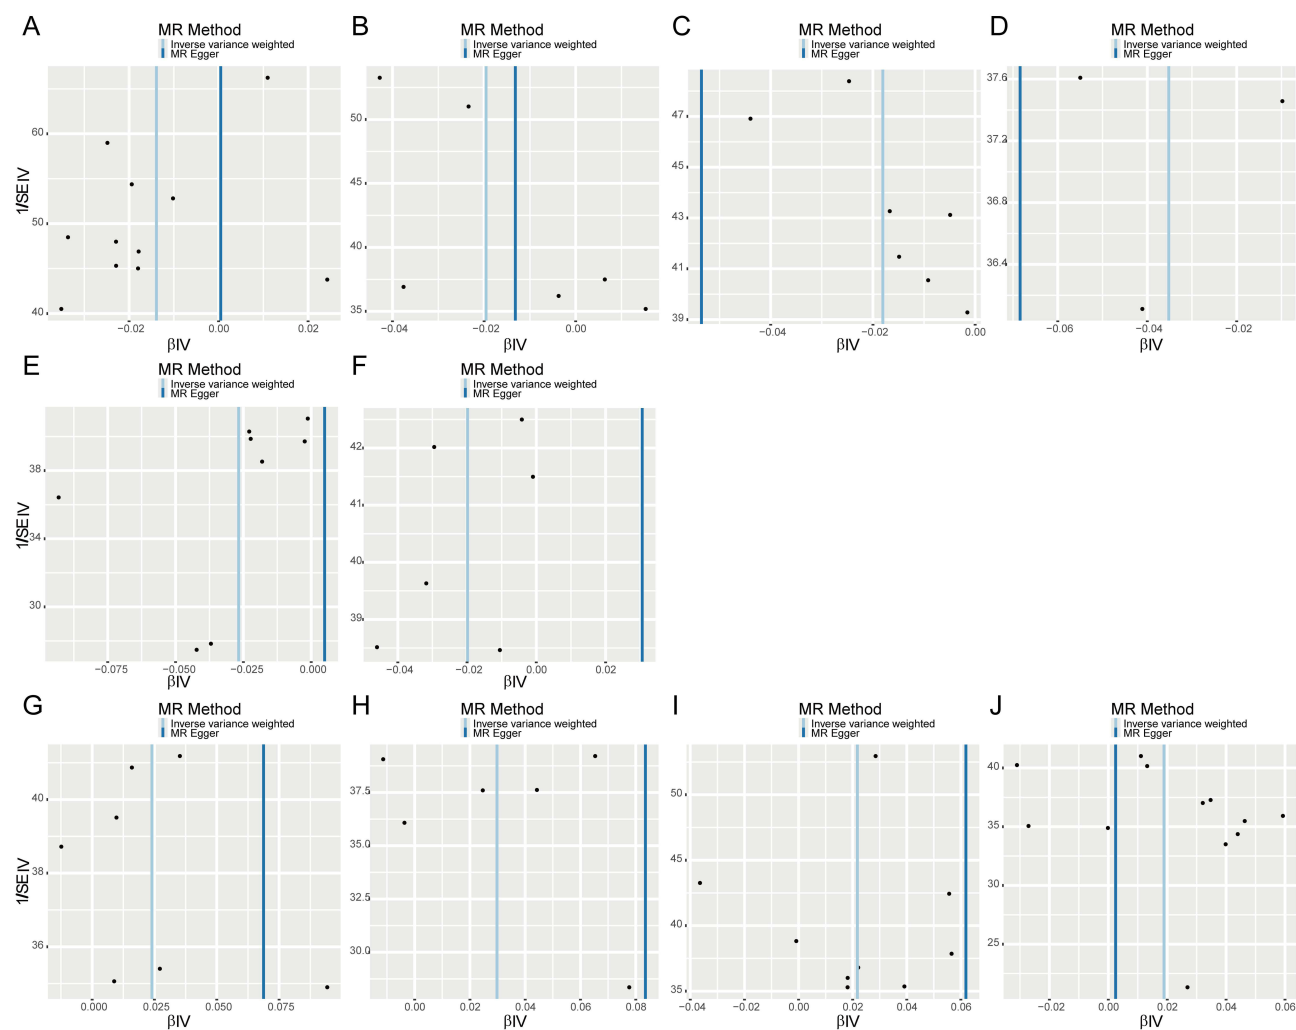 A
MR Method
Inverse variance weighted
MR Egger
60
50
40
1/SE IV
−0.02
0.00
0.02
βIV
B
MR Method
Inverse variance weighted
MR Egger
50
45
40
35
−0.04
−0.02
0.00
βIV
C
MR Method
Inverse variance weighted
MR Egger
47
45
43
41
39
−0.04
−0.02
0.00
βIV
D
MR Method
Inverse variance weighted
MR Egger
37.6
37.2
36.8
36.4
−0.06
−0.04
−0.02
βIV
E
MR Method
Inverse variance weighted
MR Egger
38
34
30
1/SE IV
−0.075
−0.050
−0.025
0.000
βIV
F
MR Method
Inverse variance weighted
MR Egger
42
41
40
39
−0.04
−0.02
0.00
0.02
βIV
G
MR Method
Inverse variance weighted
MR Egger
40
38
36
1/SE IV
0.000
0.025
0.050
0.075
βIV
H
MR Method
Inverse variance weighted
MR Egger
37.5
35.0
32.5
30.0
0.00
0.02
0.04
0.06
0.08
βIV
I
MR Method
Inverse variance weighted
MR Egger
50
45
40
35
−0.04
−0.02
0.00
0.02
0.04
0.06
βIV
J
MR Method
Inverse variance weighted
MR Egger
40
35
30
25
−0.02
0.00
0.02
0.04
0.06
βIV